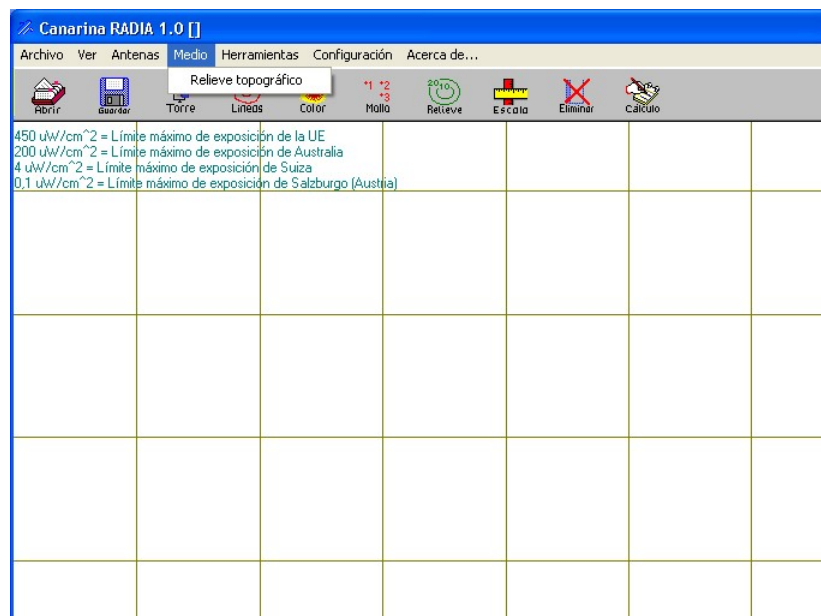 Canarina RADIA 1.0 []
Archivo Ver Antenas Medio Herramientas Configuración Acerca de...
Relieve topográfico
Abrir Guardar Torre Lineas Color *1 *2 *3 Malla 2010 Relieve Escala Eliminar Cálculo
450 uW/cm^2 = Límite máximo de exposición de la UE
200 uW/cm^2 = Límite máximo de exposición de Australia
4 uW/cm^2 = Límite máximo de exposición de Suiza
0,1 uW/cm^2 = Límite máximo de exposición de Salzburgo (Austria)